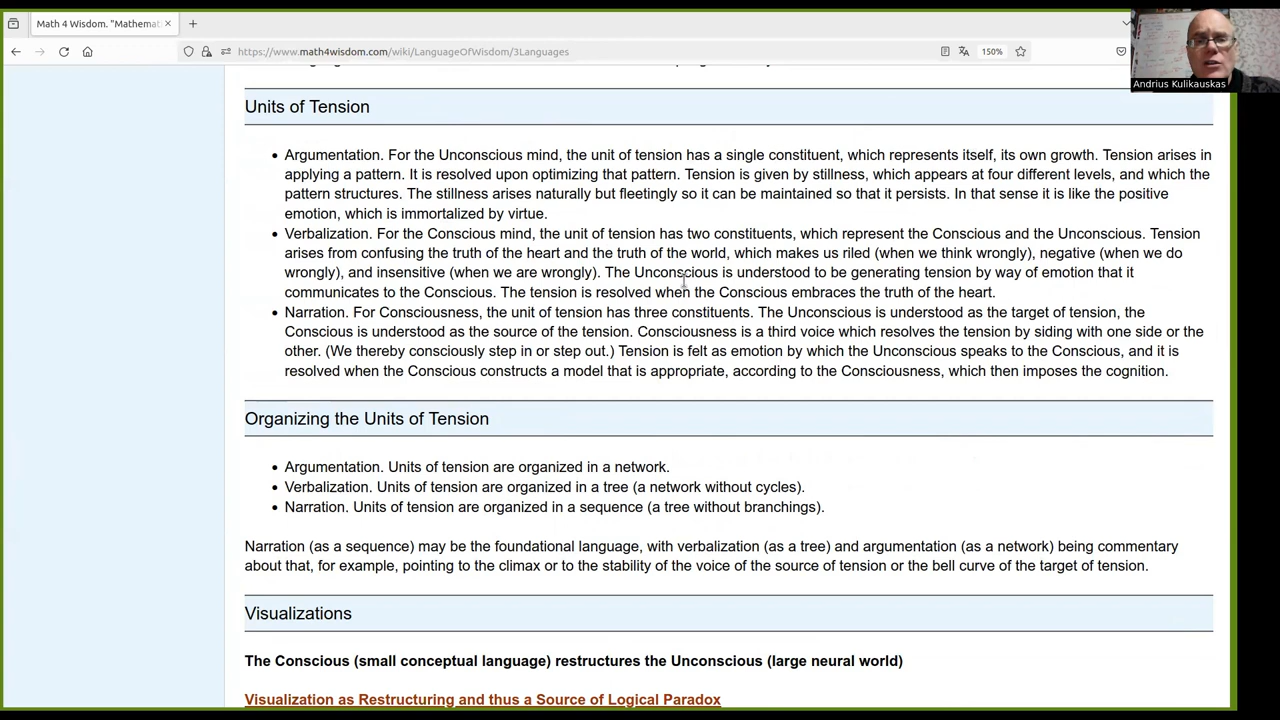 Math 4 Wisdom. "Mathemat
https://www.math4wisdom.com/wiki/LanguageOfWisdom/3Languages
150%
Andrius Kulikauskas
Units of Tension
Argumentation. For the Unconscious mind, the unit of tension has a single constituent, which represents itself, its own growth. Tension arises in
applying a pattern. It is resolved upon optimizing that pattern. Tension is given by stillness, which appears at four different levels, and which the
pattern structures. The stillness arises naturally but fleetingly so it can be maintained so that it persists. In that sense it is like the positive
emotion, which is immortalized by virtue.
Verbalization. For the Conscious mind, the unit of tension has two constituents, which represent the Conscious and the Unconscious. Tension
arises from confusing the truth of the heart and the truth of the world, which makes us riled (when we think wrongly), negative (when we do
wrongly), and insensitive (when we are wrongly). The Unconscious is understood to be generating tension by way of emotion that it
communicates to the Conscious. The tension is resolved when the Conscious embraces the truth of the heart.
Narration. For Consciousness, the unit of tension has three constituents. The Unconscious is understood as the target of tension, the
Conscious is understood as the source of the tension. Consciousness is a third voice which resolves the tension by siding with one side or the
other. (We thereby consciously step in or step out.) Tension is felt as emotion by which the Unconscious speaks to the Conscious, and it is
resolved when the Conscious constructs a model that is appropriate, according to the Consciousness, which then imposes the cognition.
Organizing the Units of Tension
Argumentation. Units of tension are organized in a network.
Verbalization. Units of tension are organized in a tree (a network without cycles).
Narration. Units of tension are organized in a sequence (a tree without branchings).
Narration (as a sequence) may be the foundational language, with verbalization (as a tree) and argumentation (as a network) being commentary
about that, for example, pointing to the climax or to the stability of the voice of the source of tension or the bell curve of the target of tension.
Visualizations
The Conscious (small conceptual language) restructures the Unconscious (large neural world)
Visualization as Restructuring and thus a Source of Logical Paradox